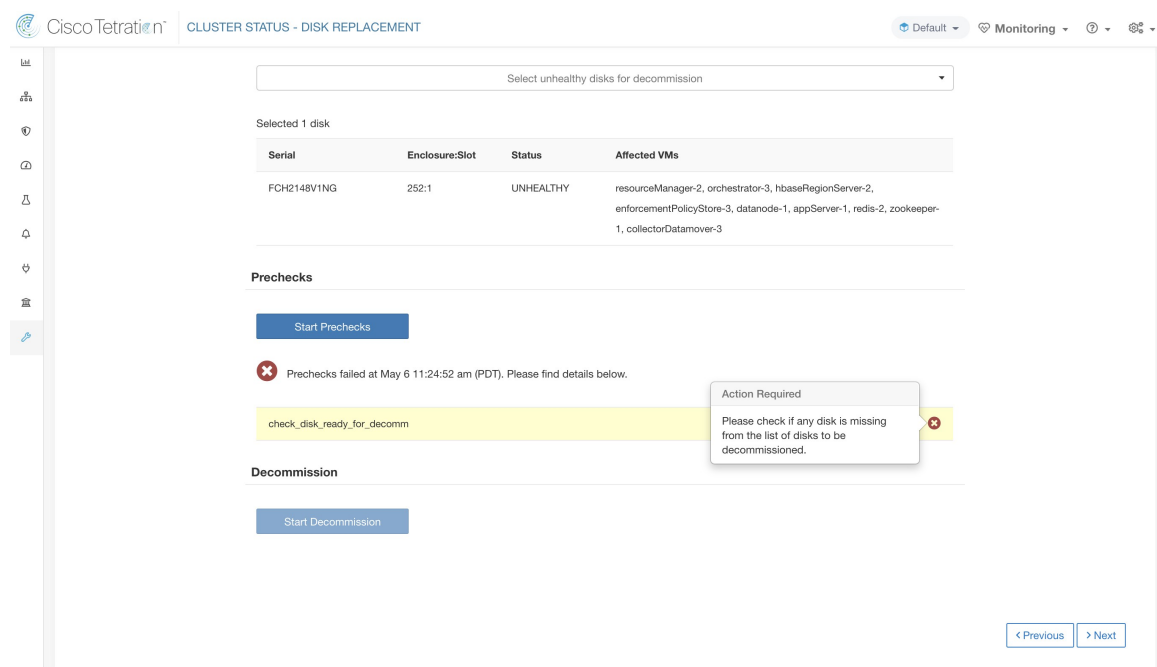 Cisco Tetration™
CLUSTER STATUS - DISK REPLACEMENT
Default
Monitoring
?
Select unhealthy disks for decommission
Selected 1 disk
Serial Enclosure:Slot Status Affected VMs
FCH2148V1NG 252:1 UNHEALTHY resourceManager-2, orchestrator-3, hbaseRegionServer-2,
enforcementPolicyStore-3, datanode-1, appServer-1, redis-2, zookeeper-
1, collectorDatamover-3
Prechecks
Start Prechecks
Prechecks failed at May 6 11:24:52 am (PDT). Please find details below.
check_disk_ready_for_decomm
Action Required
Please check if any disk is missing
from the list of disks to be
decommissioned.
Decommission
Start Decommission
< Previous
> Next